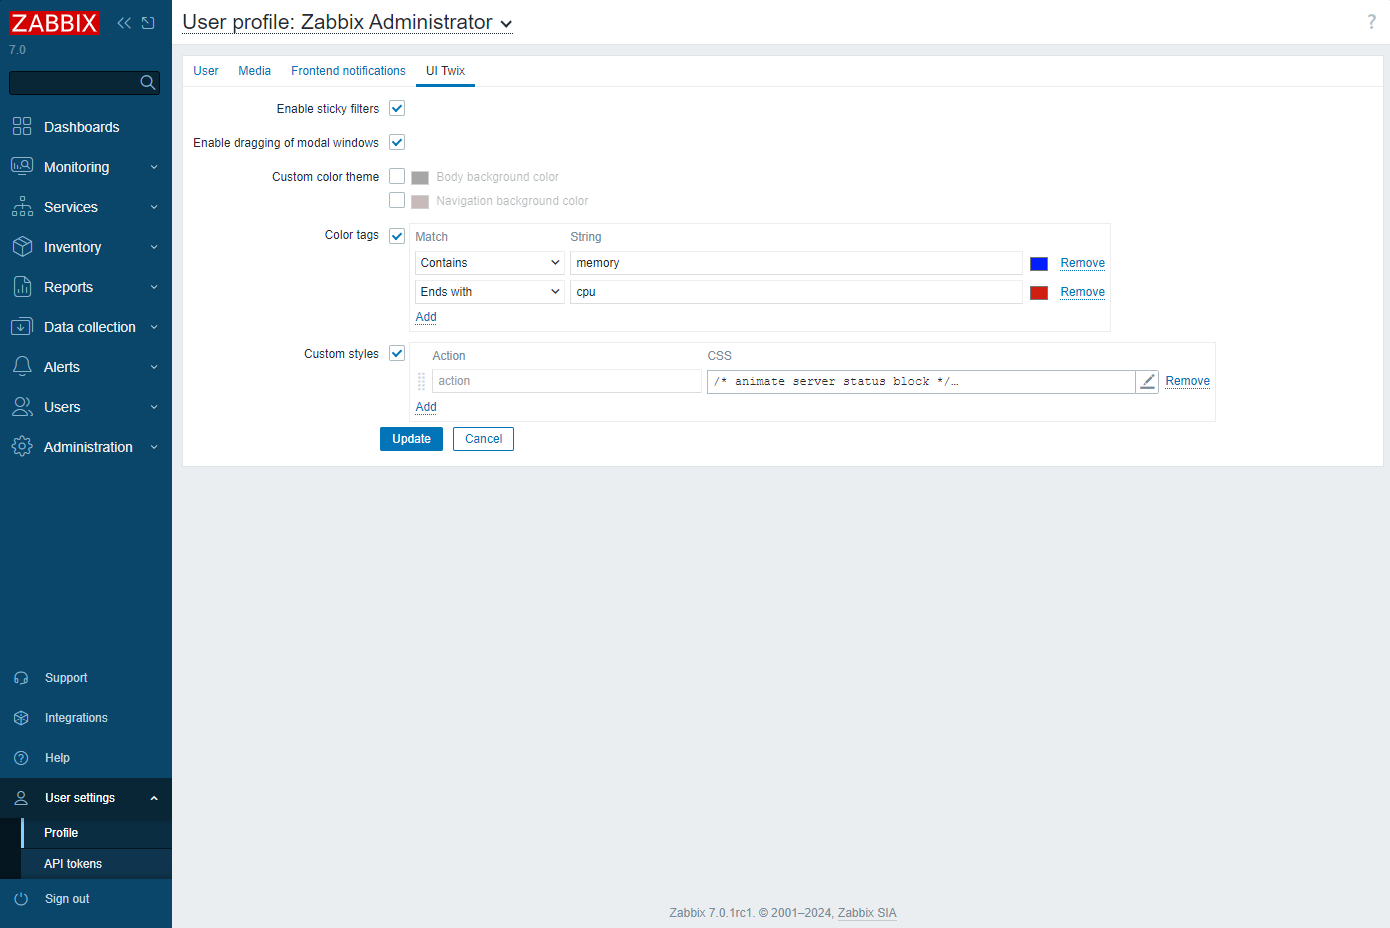 ZABBIX
7.0
Dashboards
Monitoring
Services
Inventory
Reports
Data collection
Alerts
Users
Administration
Support
Integrations
Help
User settings
Profile
API tokens
Sign out
User profile: Zabbix Administrator
?
User Media Frontend notifications UI Twix
Enable sticky filters
Enable dragging of modal windows
Custom color theme Body background color
Navigation background color
Color tags Match String
Contains memory Remove
Ends with cpu Remove
Add
Custom styles Action CSS
action /* animate server status block */… Remove
Add
Update Cancel
Zabbix 7.0.1rc1. © 2001–2024, Zabbix SIA